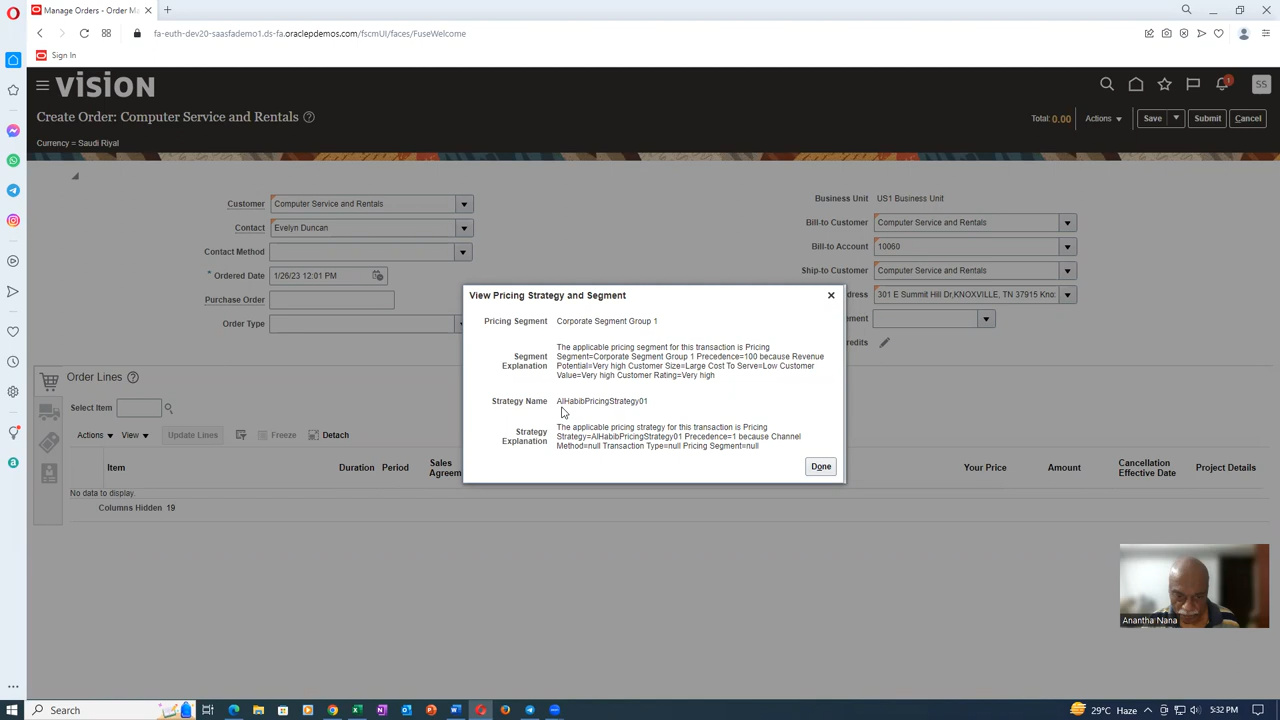 Manage Orders - Order Ma
fa-euth-dev20-saasfademo1.ds-fa.oraclepdemos.com/fscmUI/faces/FuseWelcome
Sign In
VISION
1
SS
Create Order: Computer Service and Rentals
Total: 0.00
Actions
Save
Submit
Cancel
Currency = Saudi Riyal
Customer
Computer Service and Rentals
Contact
Evelyn Duncan
Contact Method
* Ordered Date
1/26/23 12:01 PM
Purchase Order
Order Type
Business Unit
US1 Business Unit
Bill-to Customer
Computer Service and Rentals
Bill-to Account
10060
Ship-to Customer
Computer Service and Rentals
301 E Summit Hill Dr,KNOXVILLE, TN 37915 Kno:
View Pricing Strategy and Segment
Pricing Segment
Corporate Segment Group 1
Segment
Explanation
The applicable pricing segment for this transaction is Pricing
Segment=Corporate Segment Group 1 Precedence=100 because Revenue
Potential=Very high Customer Size=Large Cost To Serve=Low Customer
Value=Very high Customer Rating=Very high
Strategy Name
AlHabibPricingStrategy01
Strategy
Explanation
The applicable pricing strategy for this transaction is Pricing
Strategy=AlHabibPricingStrategy01 Precedence=1 because Channel
Method=null Transaction Type=null Pricing Segment=null
Done
Order Lines
Select Item
Actions
View
Update Lines
Freeze
Detach
Item
Duration
Period
Sales
Agreem
Your Price
Amount
Cancellation
Effective Date
Project Details
No data to display.
Columns Hidden 19
Anantha Nana
Search
29°C Haze
5:32 PM